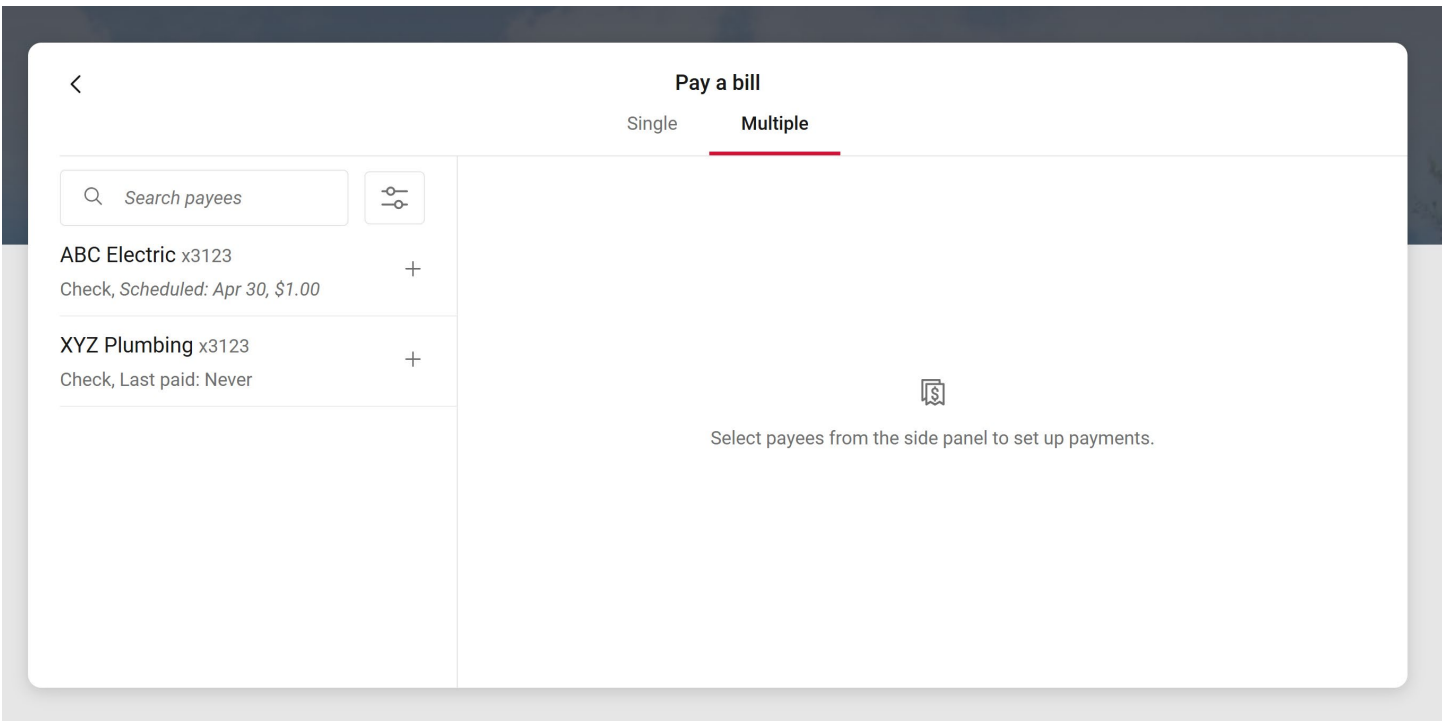 Pay a bill
Single Multiple
Search payees
ABC Electric x3123
Check, Scheduled: Apr 30, $1.00
XYZ Plumbing x3123
Check, Last paid: Never
$
Select payees from the side panel to set up payments.